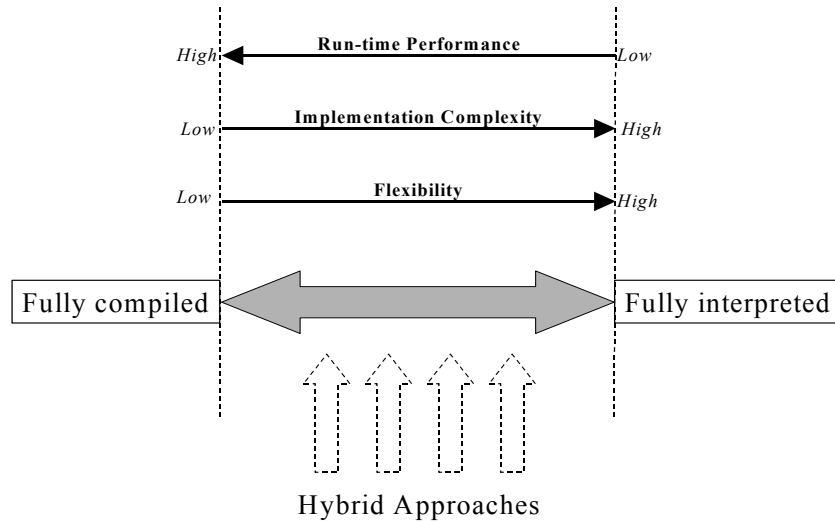 Run-time Performance
High
Low
Implementation Complexity
Low
High
Flexibility
Low
High
Fully compiled
Fully interpreted
Hybrid Approaches